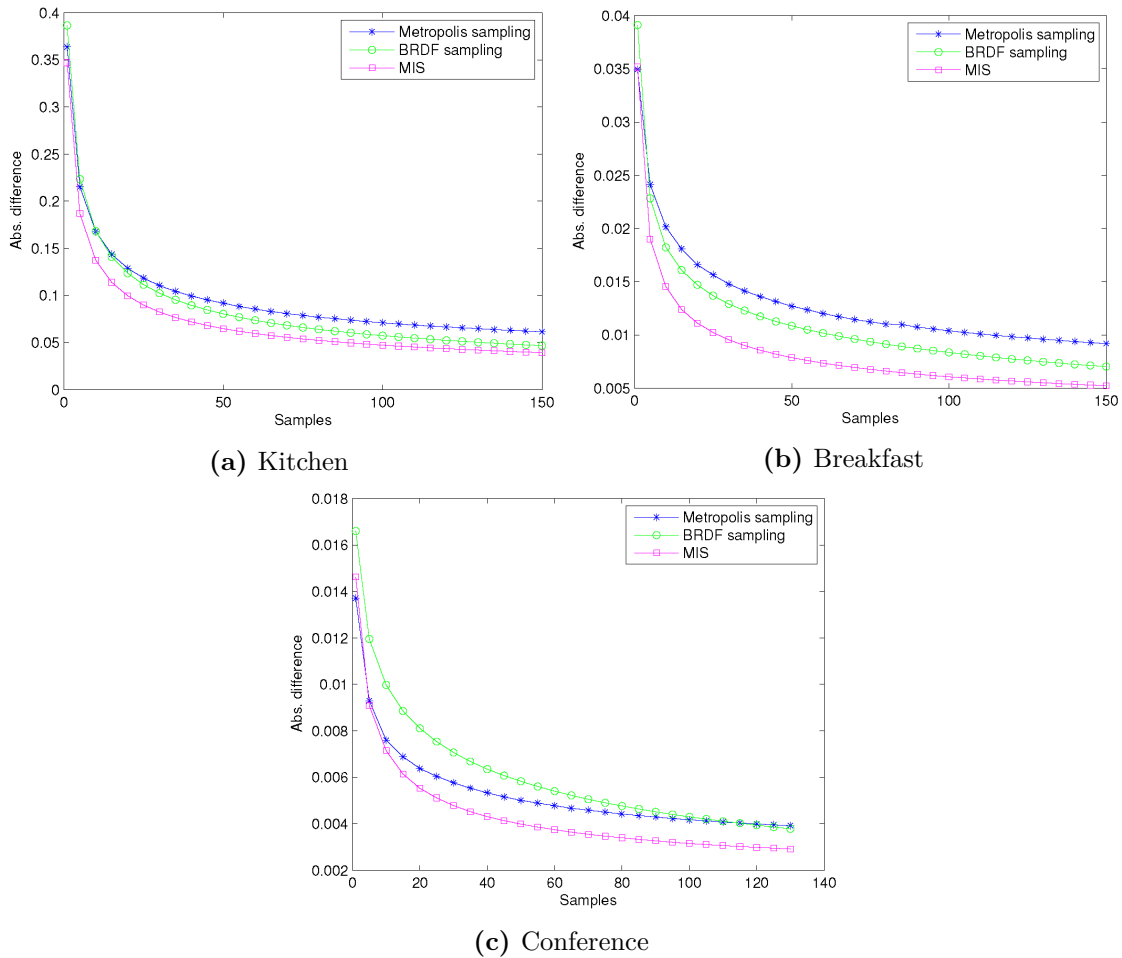 0.4
0.35
0.3
0.25
0.2
0.15
0.1
0.05
0
Abs. difference
0 50 100 150
Samples
Metropolis sampling
BRDF sampling
MIS
(a) Kitchen
0.04
0.035
0.03
0.025
0.02
0.015
0.01
0.005
Abs. difference
0 50 100 150
Samples
Metropolis sampling
BRDF sampling
MIS
(b) Breakfast
0.018
0.016
0.014
0.012
0.01
0.008
0.006
0.004
0.002
Abs. difference
0 20 40 60 80 100 120 140
Samples
Metropolis sampling
BRDF sampling
MIS
(c) Conference